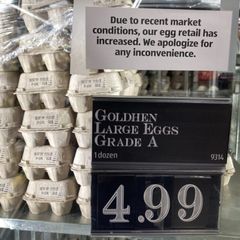 Due to recent market
conditions, our egg retail has
increased. We apologize for
any inconvenience.
GOLDHEN
LARGE EGGS
GRADE A
1 dozen
9314
4.99